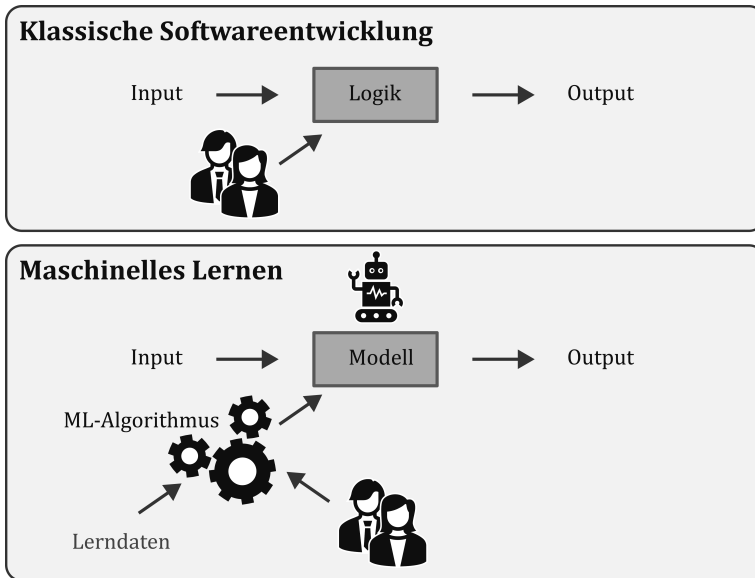 Klassische Softwareentwicklung
Input
Logik
Output
Maschinelles Lernen
Input
Modell
Output
ML-Algorithmus
Lerndaten